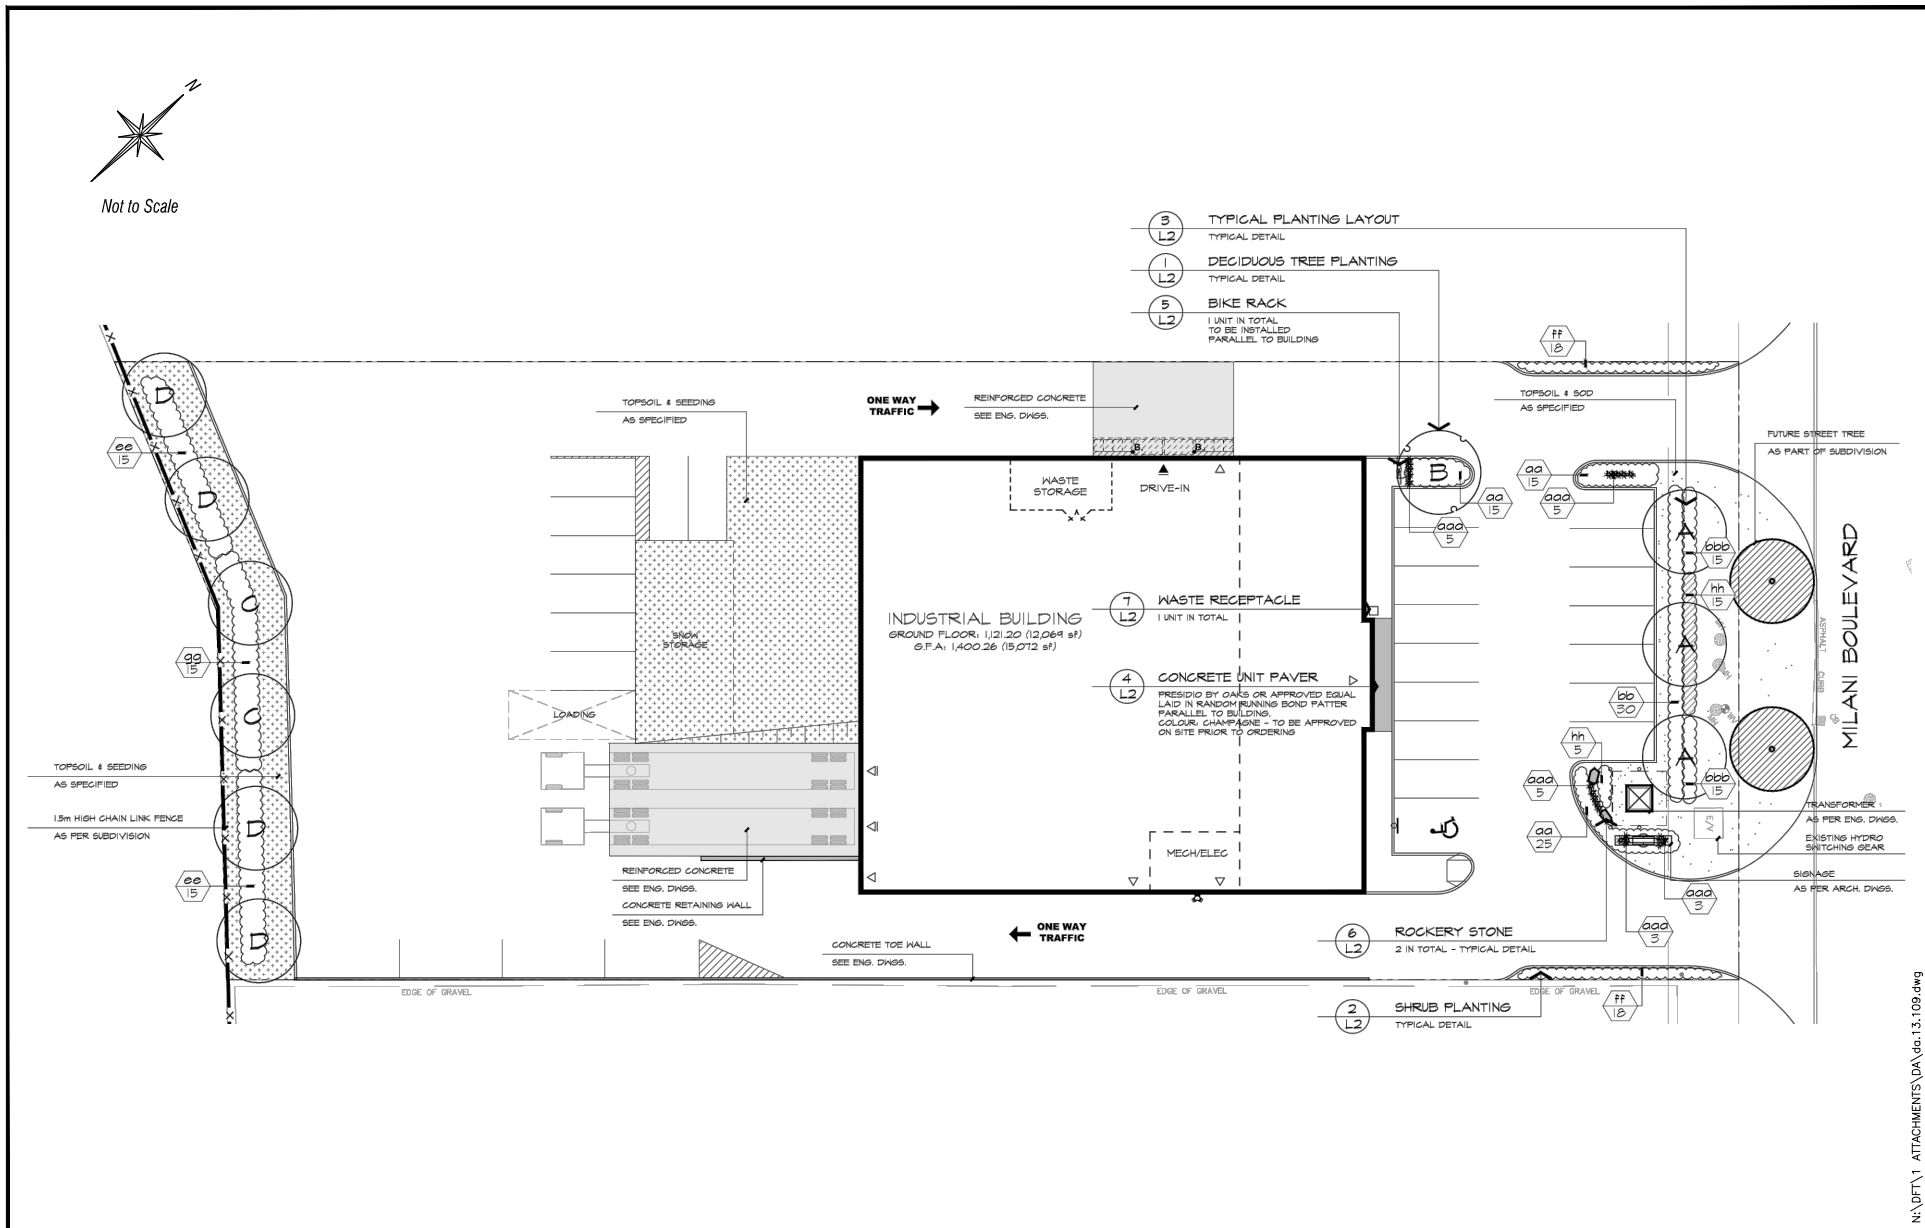 N
Not to Scale
3
L2
TYPICAL PLANTING LAYOUT
TYPICAL DETAIL
1
L2
DECIDUOUS TREE PLANTING
TYPICAL DETAIL
5
L2
BIKE RACK
1 UNIT IN TOTAL
TO BE INSTALLED
PARALLEL TO BUILDING
ff
18
TOPSOIL & SOD
AS SPECIFIED
FUTURE STREET TREE
AS PART OF SUBDIVISION
TOPSOIL & SEEDING
AS SPECIFIED
ONE WAY
TRAFFIC
REINFORCED CONCRETE
SEE ENG. DWGS.
B.
B.
D
ee
15
D
C
gg
15
C
D
ee
15
D
WASTE
STORAGE
DRIVE-IN
B
aa
15
aaa
5
aa
15
aaa
5
A
bbb
15
hh
15
A
bb
30
A
bbb
15
hh
5
aaa
5
aa
25
MH
MH
MH
ASPHALT
CURB
CB
MILANI BOULEVARD
INDUSTRIAL BUILDING
GROUND FLOOR: 1,121.20 (12,069 sf)
G.F.A: 1,400.26 (15,072 sf)
7
L2
WASTE RECEPTACLE
1 UNIT IN TOTAL
4
L2
CONCRETE UNIT PAVER
PRESIDIO BY OAKS OR APPROVED EQUAL
LAID IN RANDOM RUNNING BOND PATTER
PARALLEL TO BUILDING.
COLOUR: CHAMPAGNE - TO BE APPROVED
ON SITE PRIOR TO ORDERING
SNOW
STORAGE
LOADING
TOPSOIL & SEEDING
AS SPECIFIED
1.5m HIGH CHAIN LINK FENCE
AS PER SUBDIVISION
E/V
TRANSFORMER
AS PER ENG. DWGS.
EXISTING HYDRO
SWITCHING GEAR
SIGNAGE
AS PER ARCH. DWGS.
MECH/ELEC
REINFORCED CONCRETE
SEE ENG. DWGS.
CONCRETE RETAINING WALL
SEE ENG. DWGS.
aaa
3
aaa
3
ONE WAY
TRAFFIC
CONCRETE TOE WALL
SEE ENG. DWGS.
6
L2
ROCKERY STONE
2 IN TOTAL - TYPICAL DETAIL
EDGE OF GRAVEL
EDGE OF GRAVEL
EDGE OF GRAVEL
ff
18
2
L2
SHRUB PLANTING
TYPICAL DETAIL
N:\DFT\1 ATTACHMENTS\DA\da.13.109.dwg